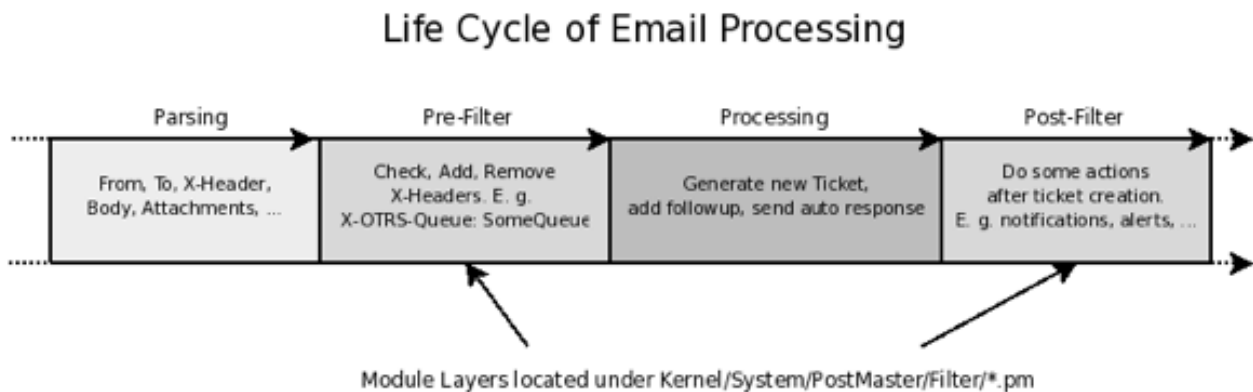 Life Cycle of Email Processing
Parsing
Pre-Filter
Processing
Post-Filter
From, To, X-Header,
Body, Attachments, ...
Check, Add, Remove
X-Headers. E. g.
X-OTRS-Queue: SomeQueue
Generate new Ticket,
add followup, send auto response
Do some actions
after ticket creation.
E. g. notifications, alerts, ...
Module Layers located under Kernel/System/PostMaster/Filter/*.pm